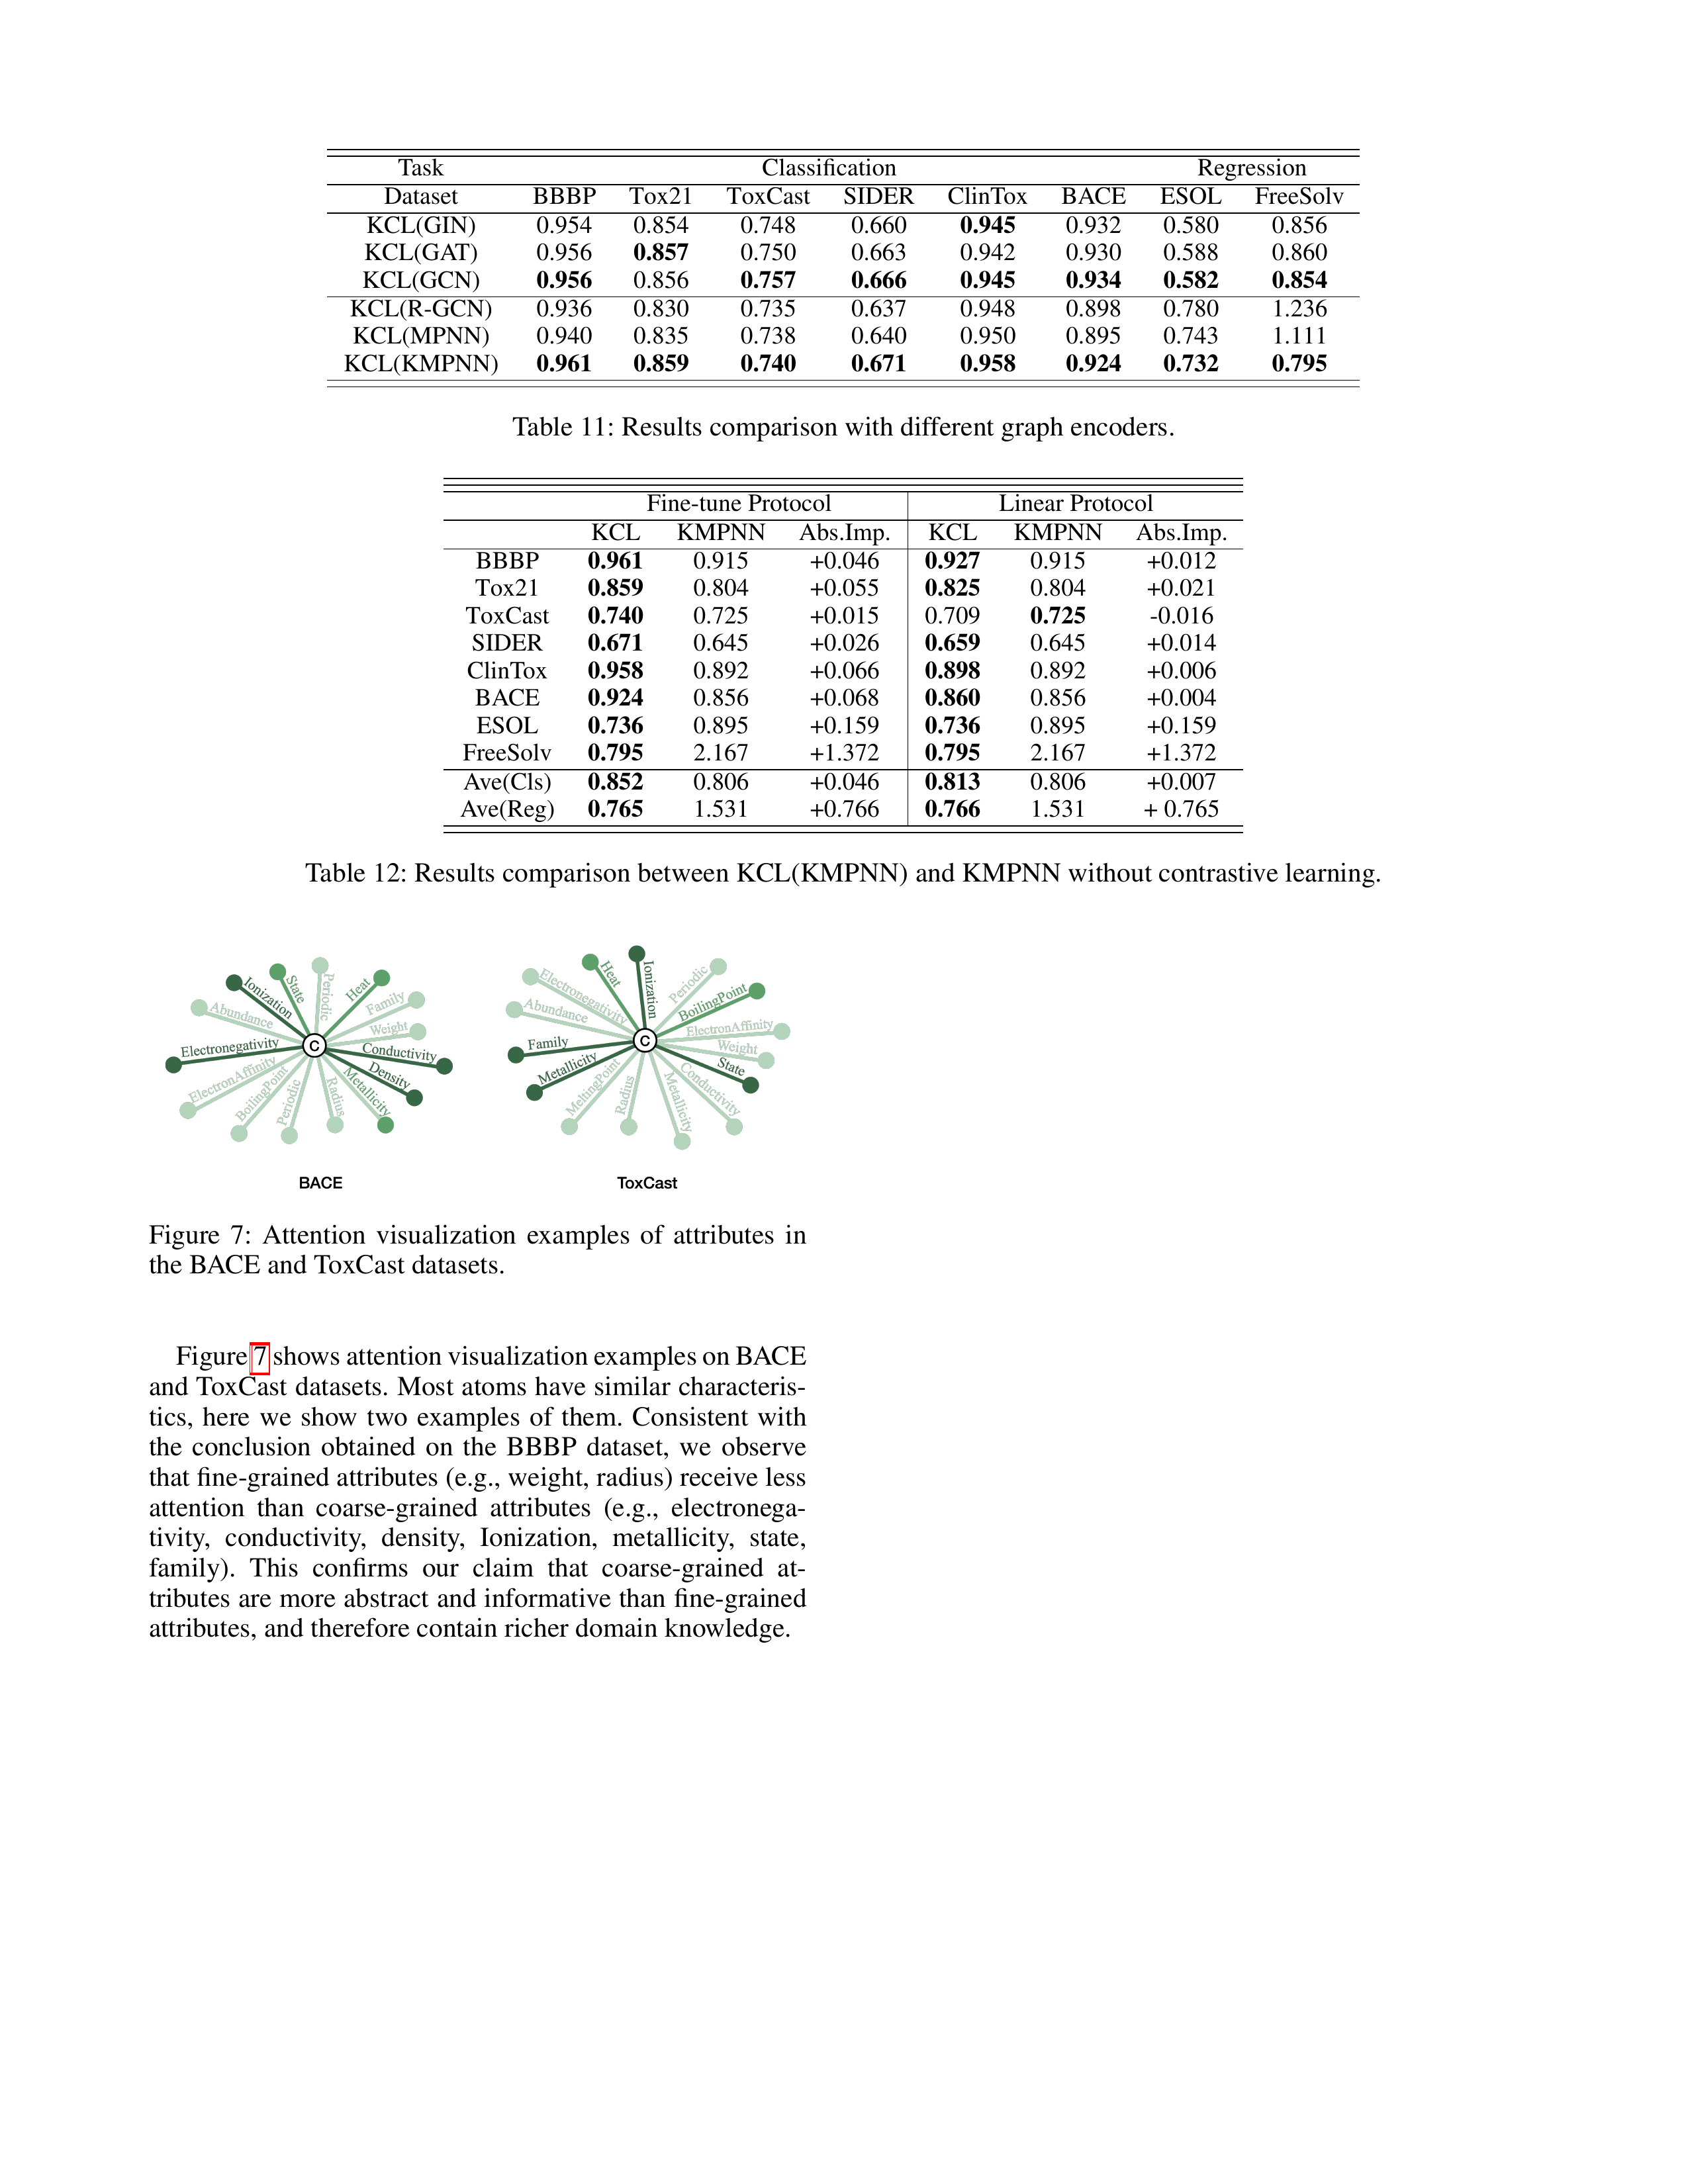 Task Classification Regression
Dataset BBBP Tox21 ToxCast SIDER ClinTox BACE ESOL FreeSolv
KCL(GIN) 0.954 0.854 0.748 0.660 0.945 0.932 0.580 0.856
KCL(GAT) 0.956 0.857 0.750 0.663 0.942 0.930 0.588 0.860
KCL(GCN) 0.956 0.856 0.757 0.666 0.945 0.934 0.582 0.854
KCL(R-GCN) 0.936 0.830 0.735 0.637 0.948 0.898 0.780 1.236
KCL(MPNN) 0.940 0.835 0.738 0.640 0.950 0.895 0.743 1.111
KCL(KMPNN) 0.961 0.859 0.740 0.671 0.958 0.924 0.732 0.795
Table 11: Results comparison with different graph encoders.
Fine-tune Protocol Linear Protocol
KCL KMPNN Abs.Imp. KCL KMPNN Abs.Imp.
BBBP 0.961 0.915 +0.046 0.927 0.915 +0.012
Tox21 0.859 0.804 +0.055 0.825 0.804 +0.021
ToxCast 0.740 0.725 +0.015 0.709 0.725 -0.016
SIDER 0.671 0.645 +0.026 0.659 0.645 +0.014
ClinTox 0.958 0.892 +0.066 0.898 0.892 +0.006
BACE 0.924 0.856 +0.068 0.860 0.856 +0.004
ESOL 0.736 0.895 +0.159 0.736 0.895 +0.159
FreeSolv 0.795 2.167 +1.372 0.795 2.167 +1.372
Ave(Cls) 0.852 0.806 +0.046 0.813 0.806 +0.007
Ave(Reg) 0.765 1.531 +0.766 0.766 1.531 + 0.765
Table 12: Results comparison between KCL(KMPNN) and KMPNN without contrastive learning.
Ionization
State
Periodic
Heat
Family
Weight
Conductivity
Density
Metallicity
Radius
Periodic
BoilingPoint
ElectronAffinity
Electronegativity
Abundance
C
BACE
Heat
Ionization
Periodic
BoilingPoint
ElectronAffinity
Weight
State
Conductivity
Metallicity
Radius
MeltingPoint
Metallicity
Family
Abundance
Electronegativity
C
ToxCast
Figure 7: Attention visualization examples of attributes in
the BACE and ToxCast datasets.
Figure 7 shows attention visualization examples on BACE
and ToxCast datasets. Most atoms have similar characteris-
tics, here we show two examples of them. Consistent with
the conclusion obtained on the BBBP dataset, we observe
that fine-grained attributes (e.g., weight, radius) receive less
attention than coarse-grained attributes (e.g., electronega-
tivity, conductivity, density, Ionization, metallicity, state,
family). This confirms our claim that coarse-grained at-
tributes are more abstract and informative than fine-grained
attributes, and therefore contain richer domain knowledge.